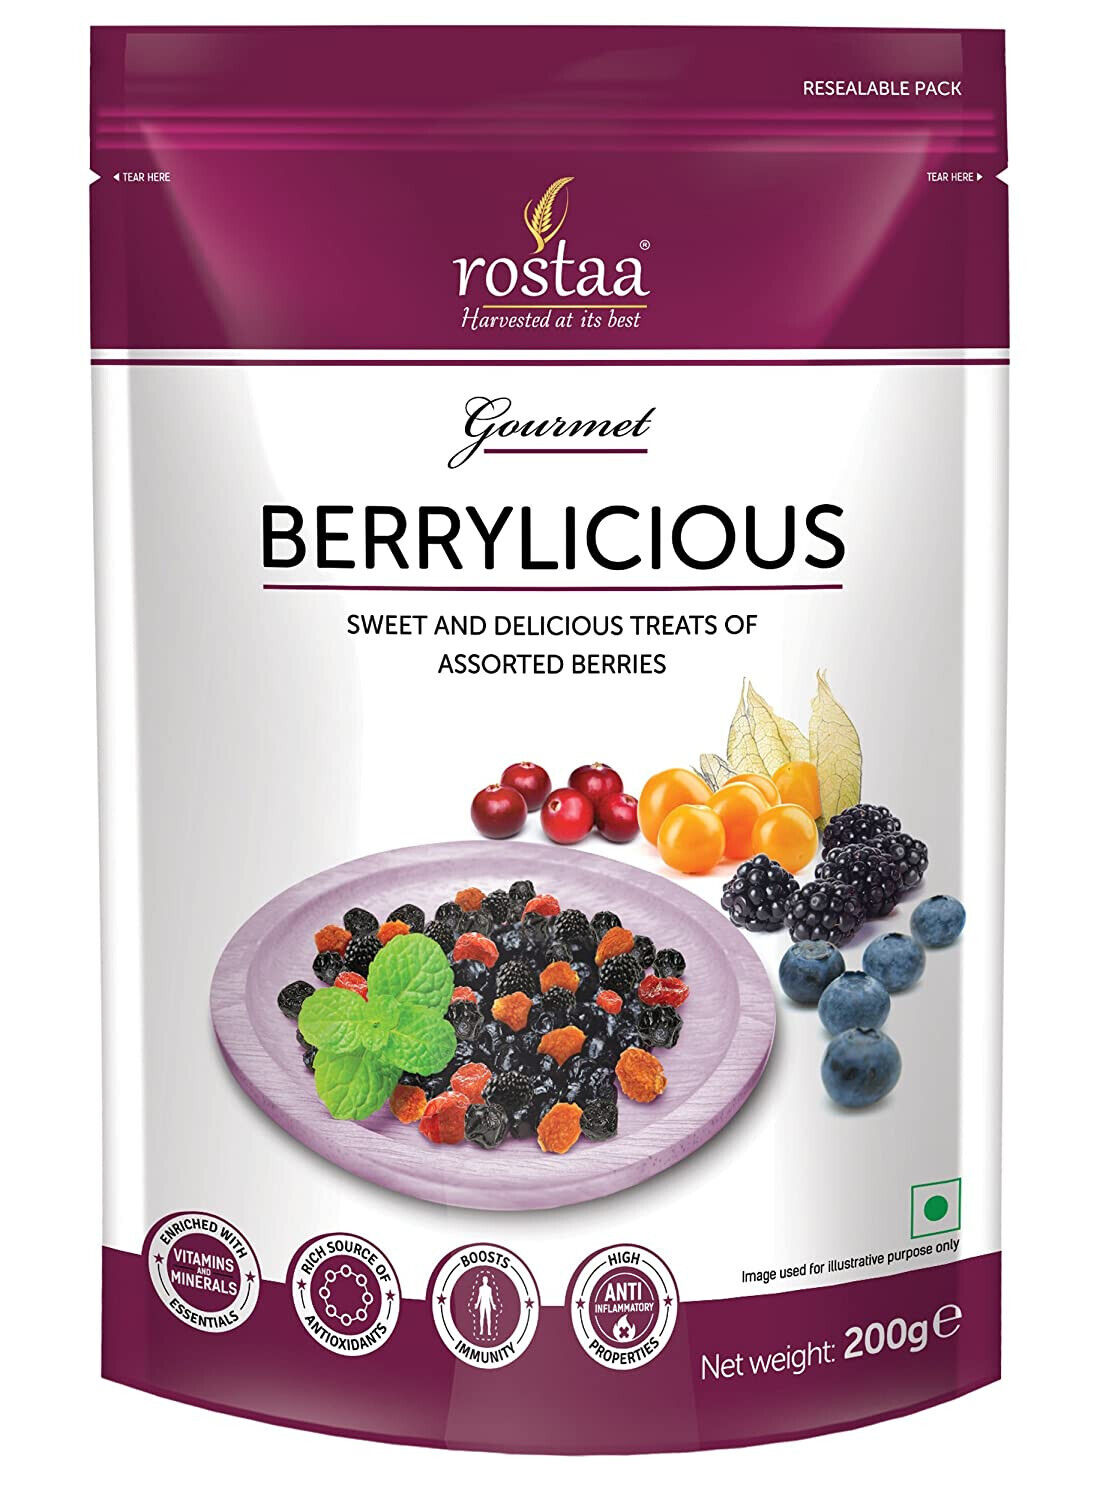 RESEALABLE PACK
TEAR HERE
TEAR HERE
rostaa®
Harvested at its best
Gourmet
BERRYLICIOUS
SWEET AND DELICIOUS TREATS OF
ASSORTED BERRIES
ENRICHED WITH
VITAMINS
AND
MINERALS
ESSENTIALS
RICH SOURCE OF
ANTIOXIDANTS
BOOSTS
IMMUNITY
HIGH
ANTI
INFLAMMATORY
PROPERTIES
Image used for illustrative purpose only
Net weight: 200g℮